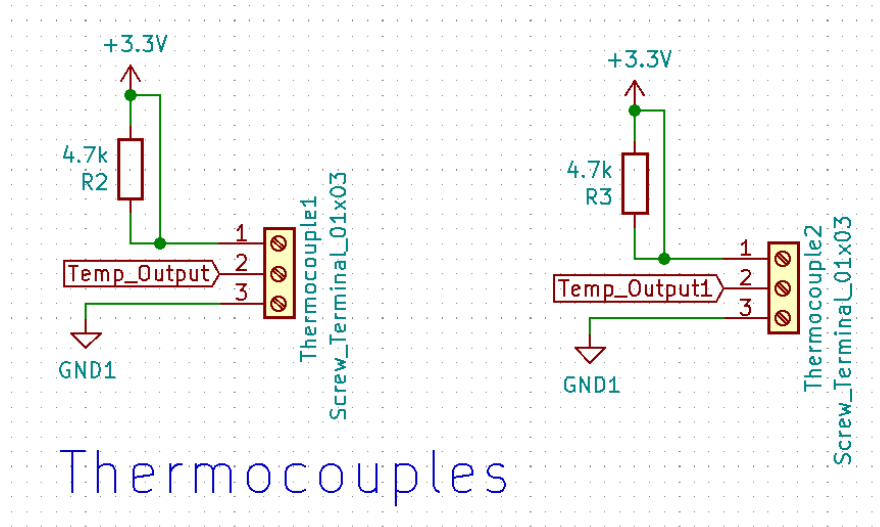 +3.3V
4.7k
R2
1
2
3
Temp_Output
GND1
Thermocouple1
Screw_Terminal_01x03
+3.3V
4.7k
R3
1
2
3
Temp_Output1
GND1
Thermocouple2
Screw_Terminal_01x03
Thermocouples